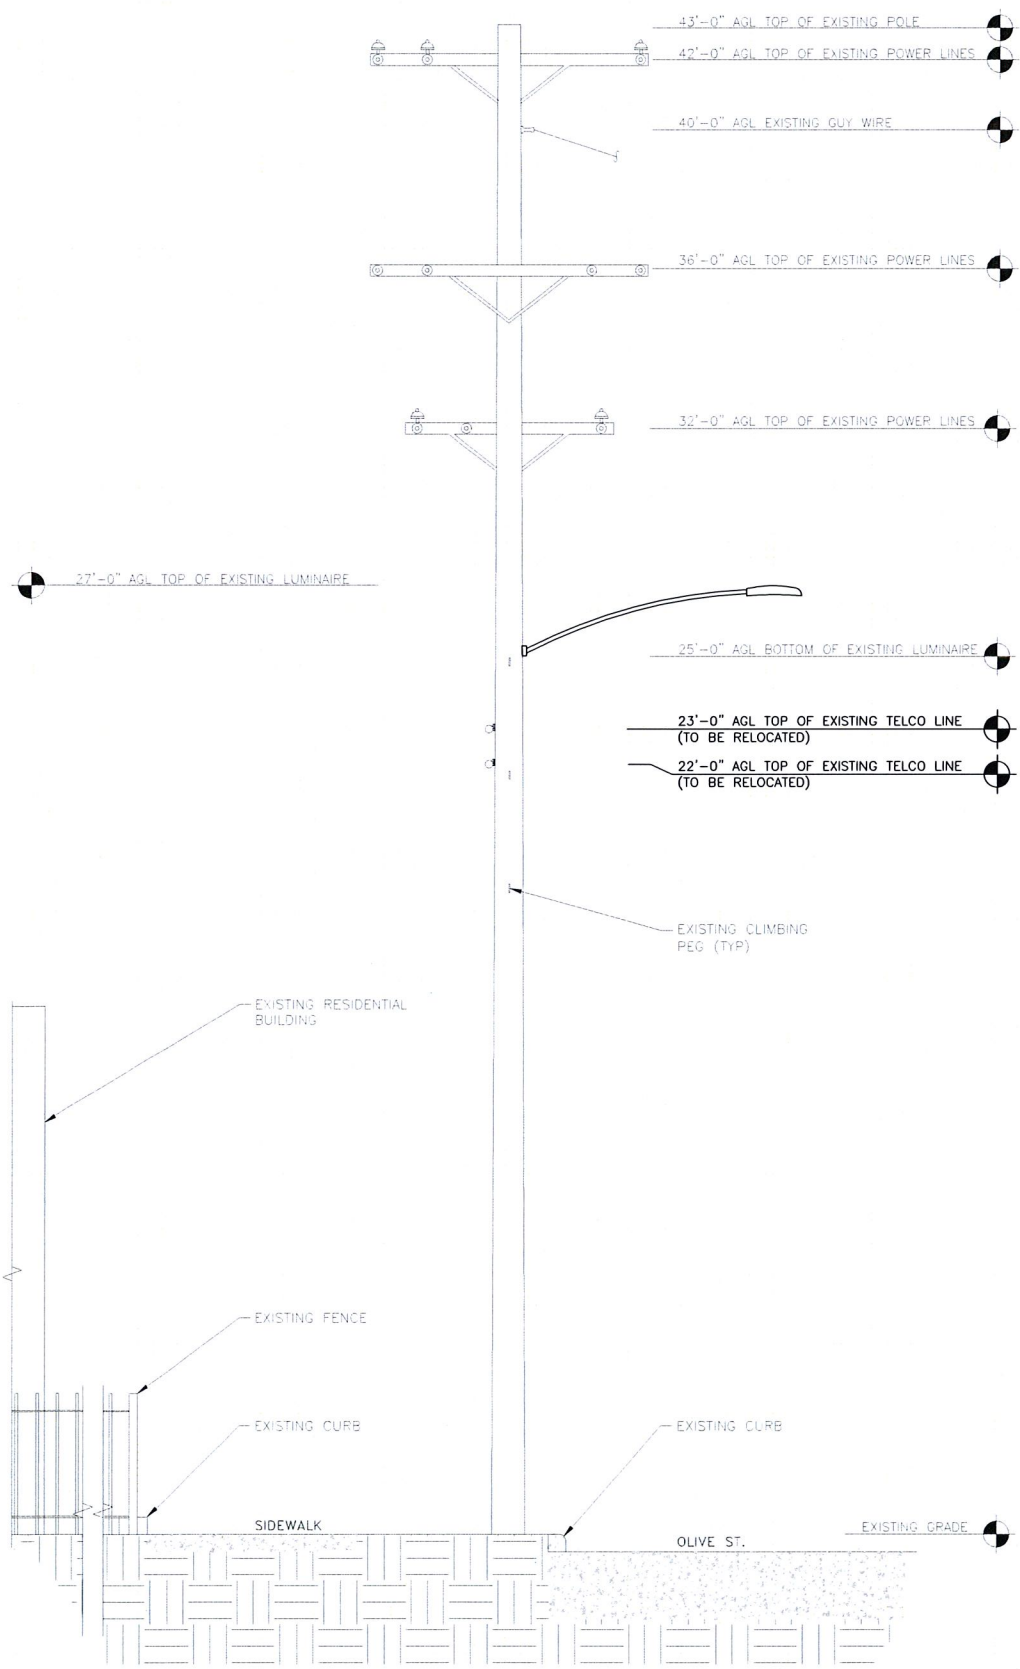 43'-0" AGL TOP OF EXISTING POLE
42'-0" AGL TOP OF EXISTING POWER LINES
40'-0" AGL EXISTING GUY WIRE
36'-0" AGL TOP OF EXISTING POWER LINES
32'-0" AGL TOP OF EXISTING POWER LINES
27'-0" AGL TOP OF EXISTING LUMINAIRE
25'-0" AGL BOTTOM OF EXISTING LUMINAIRE
23'-0" AGL TOP OF EXISTING TELCO LINE
(TO BE RELOCATED)
22'-0" AGL TOP OF EXISTING TELCO LINE
(TO BE RELOCATED)
EXISTING CLIMBING
PEG (TYP)
EXISTING RESIDENTIAL
BUILDING
EXISTING FENCE
EXISTING CURB
EXISTING CURB
SIDEWALK
EXISTING GRADE
OLIVE ST.